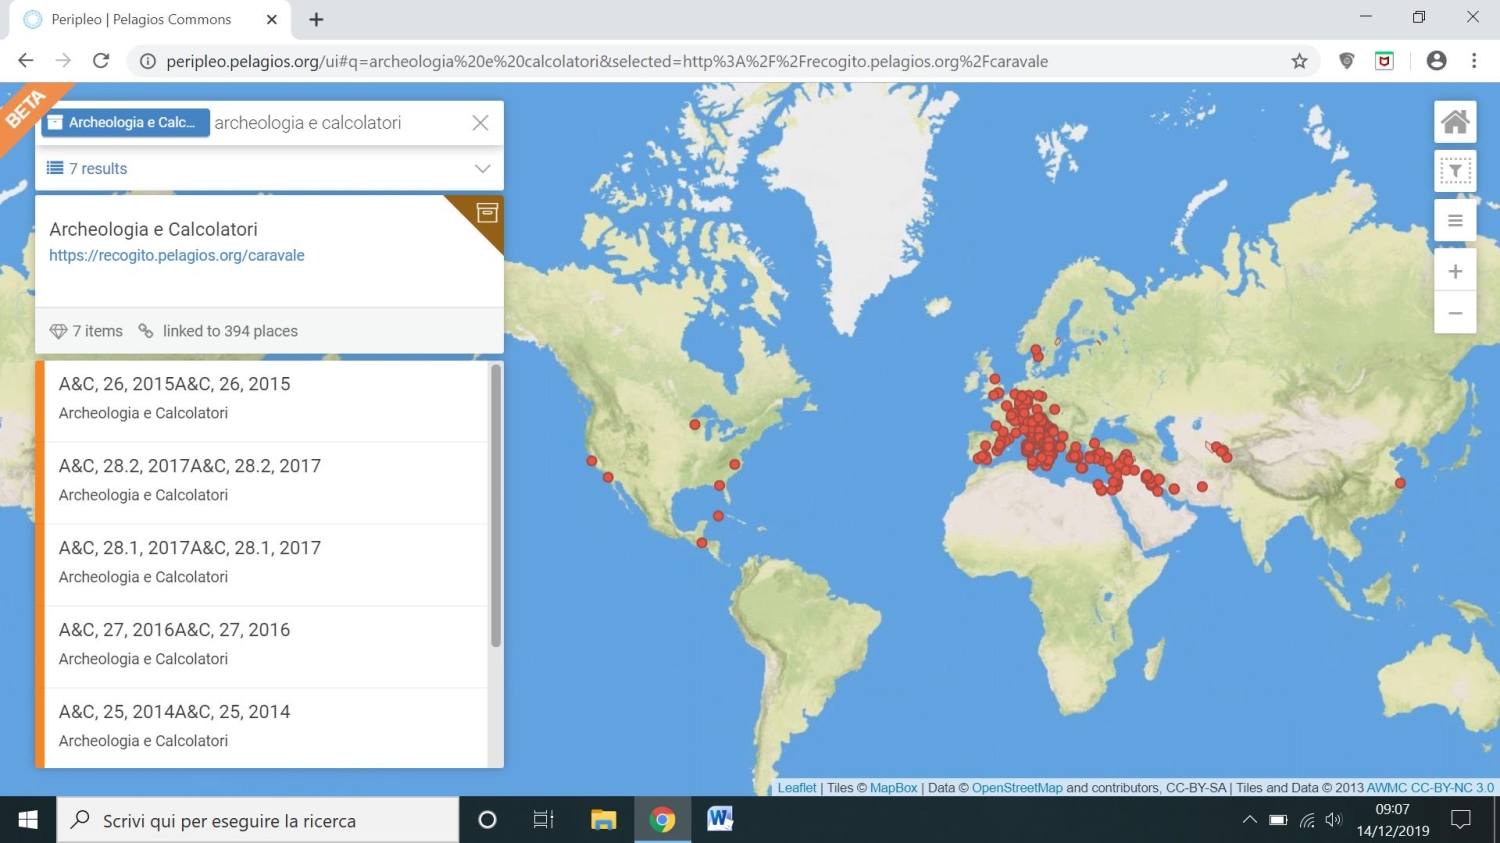 Peripleo | Pelagios Commons
peripleo.pelagios.org/ui#q=archeologia%20e%20calcolatori&selected=http%3A%2F%2Frecogito.pelagios.org%2Fcaravale
BETA
Archeologia e Calc... archeologia e calcolatori
7 results
Archeologia e Calcolatori
https://recogito.pelagios.org/caravale
7 items linked to 394 places
A&C, 26, 2015A&C, 26, 2015
Archeologia e Calcolatori
A&C, 28.2, 2017A&C, 28.2, 2017
Archeologia e Calcolatori
A&C, 28.1, 2017A&C, 28.1, 2017
Archeologia e Calcolatori
A&C, 27, 2016A&C, 27, 2016
Archeologia e Calcolatori
A&C, 25, 2014A&C, 25, 2014
Archeologia e Calcolatori
Leaflet | Tiles © MapBox | Data © OpenStreetMap and contributors, CC-BY-SA | Tiles and Data © 2013 AWMC CC-BY-NC 3.0
Scrivi qui per eseguire la ricerca
W
09:07
14/12/2019